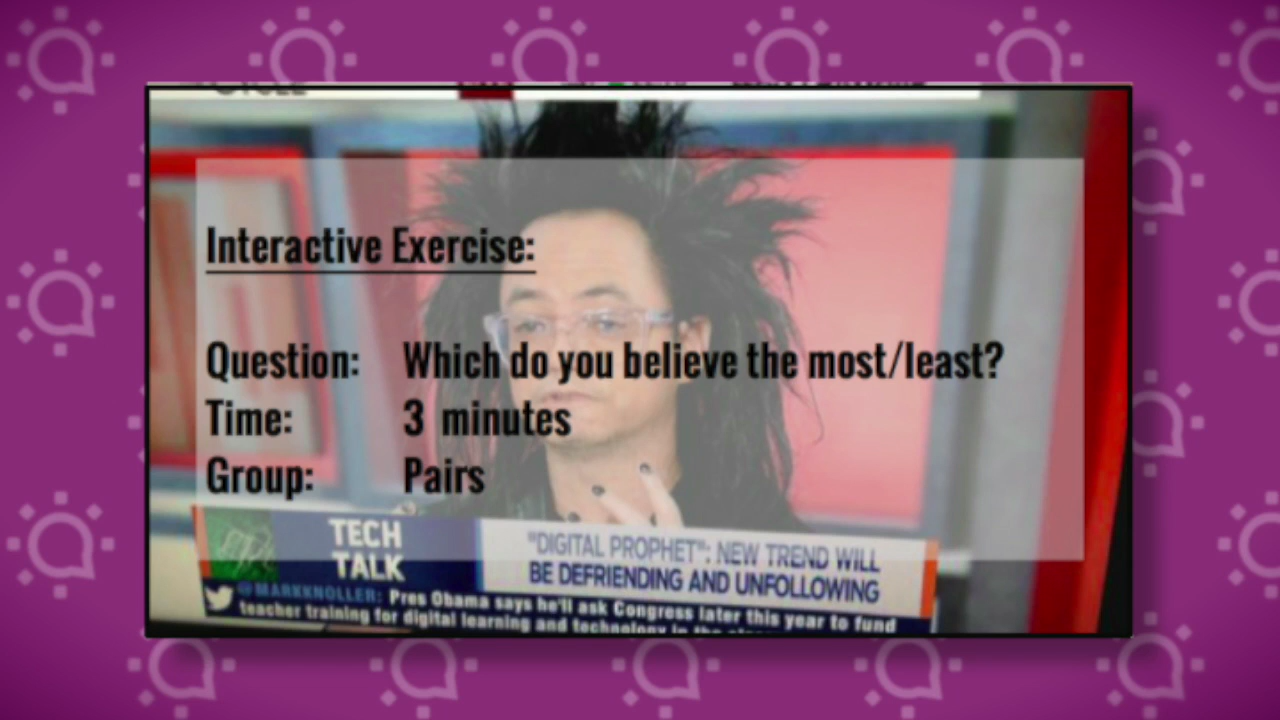 Interactive Exercise:
Question: Which do you believe the most/least?
Time: 3 minutes
Group: Pairs
TECH
TALK
"DIGITAL PROPHET": NEW TREND WILL
BE DEFRIENDING AND UNFOLLOWING
@MARKKNOLLER: Pres Obama says he'll ask Congress later this year to fund
teacher training for digital learning and technology in the